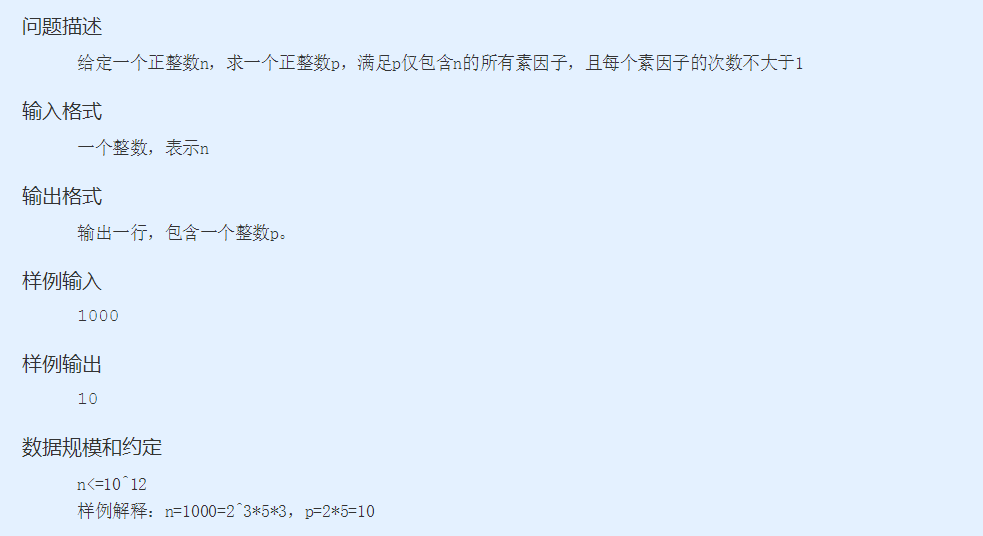 问题描述
给定一个正整数n，求一个正整数p，满足p仅包含n的所有素因子，且每个素因子的次数不大于1
输入格式
一个整数，表示n
输出格式
输出一行，包含一个整数p。
样例输入
1000
样例输出
10
数据规模和约定
n<=10^12
样例解释：n=1000=2^3*5*3，p=2*5=10